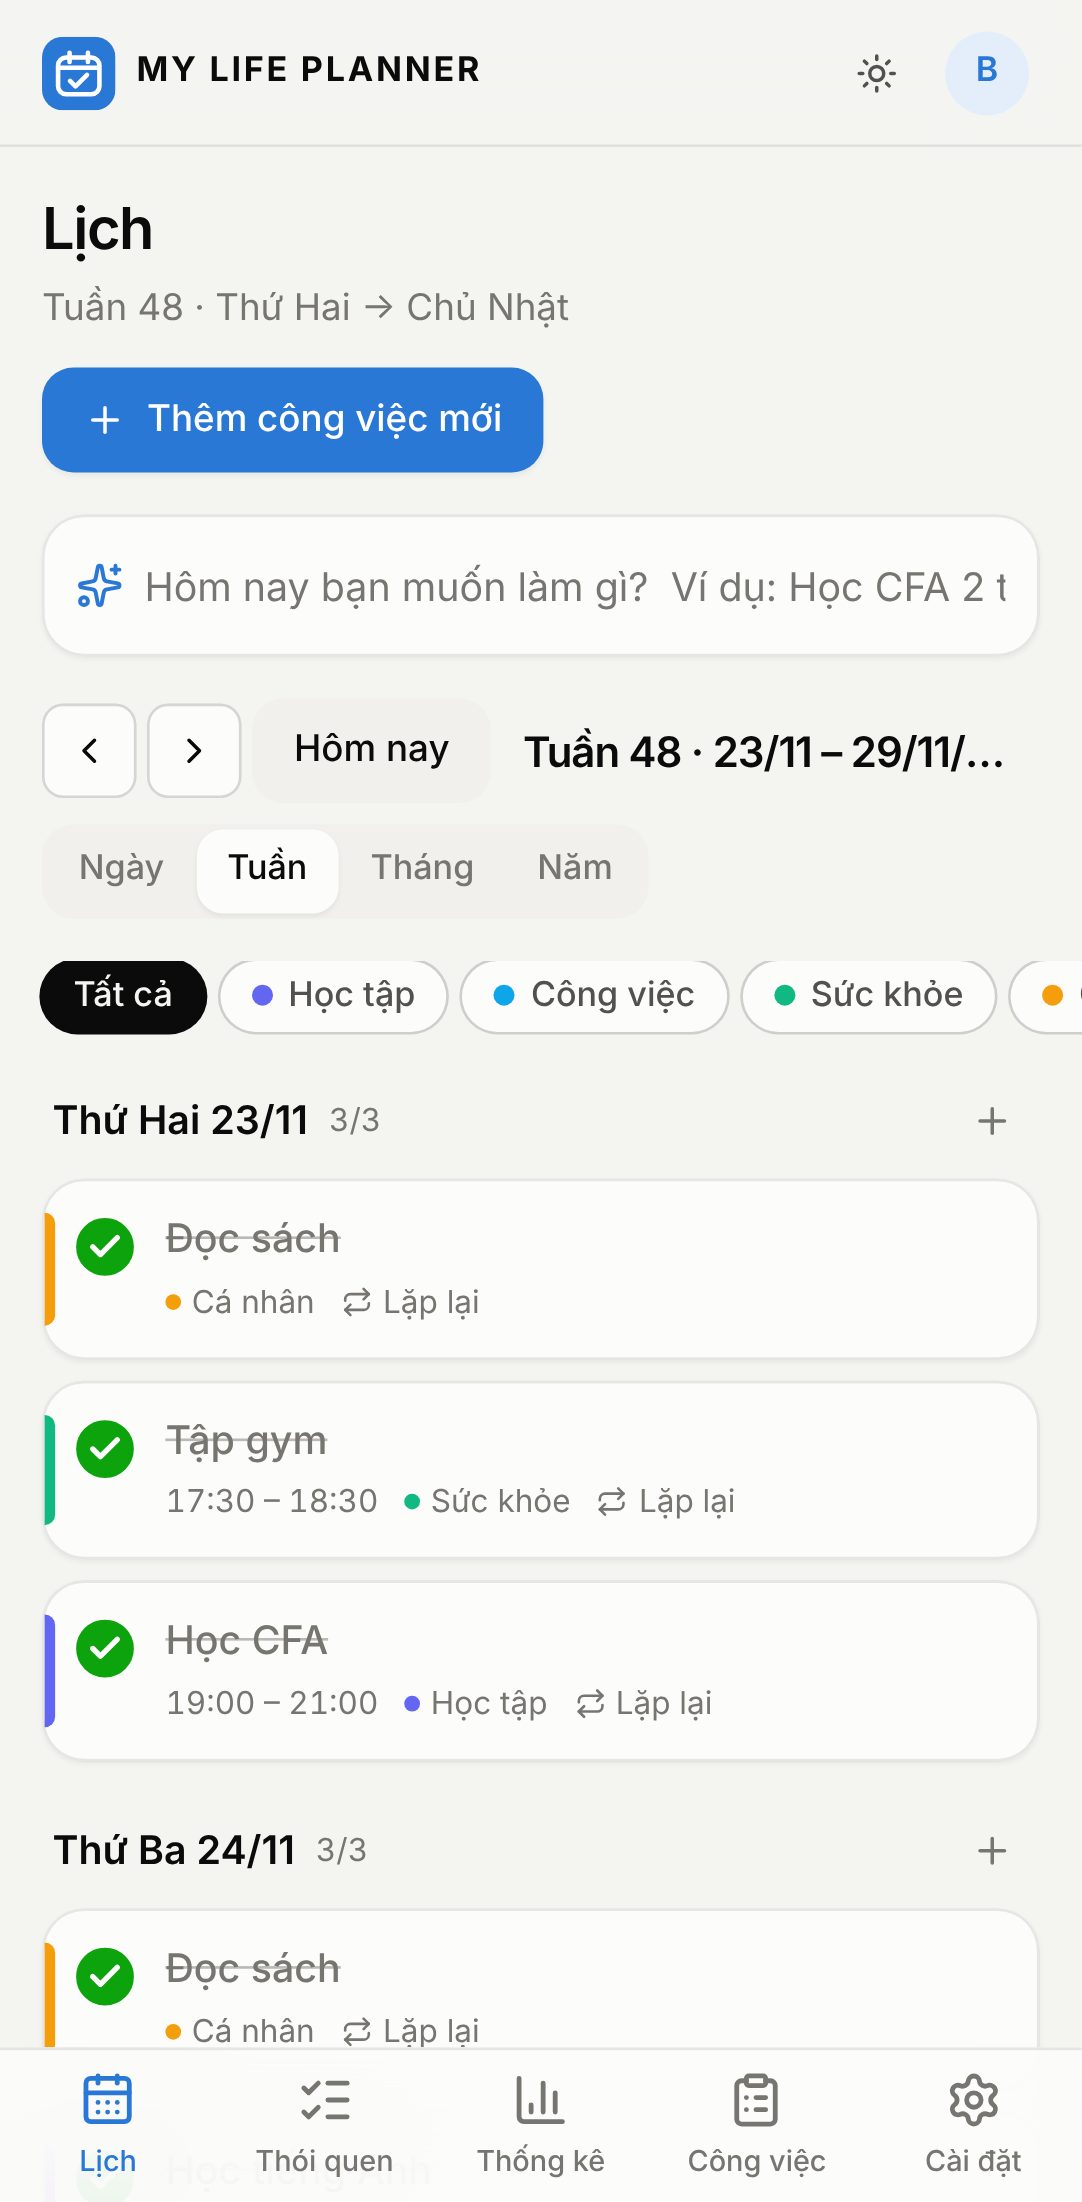 MY LIFE PLANNER
B
Lịch
Tuần 48 · Thứ Hai → Chủ Nhật
+ Thêm công việc mới
Hôm nay bạn muốn làm gì? Ví dụ: Học CFA 2 t
Hôm nay
Tuần 48 · 23/11 – 29/11/...
Ngày Tuần Tháng Năm
Tất cả Học tập Công việc Sức khỏe
Thứ Hai 23/11 3/3
Đọc sách
Cá nhân Lặp lại
Tập gym
17:30 – 18:30 Sức khỏe Lặp lại
Học CFA
19:00 – 21:00 Học tập Lặp lại
Thứ Ba 24/11 3/3
Đọc sách
Cá nhân Lặp lại
Học tiếng Anh
Lịch Thói quen Thống kê Công việc Cài đặt